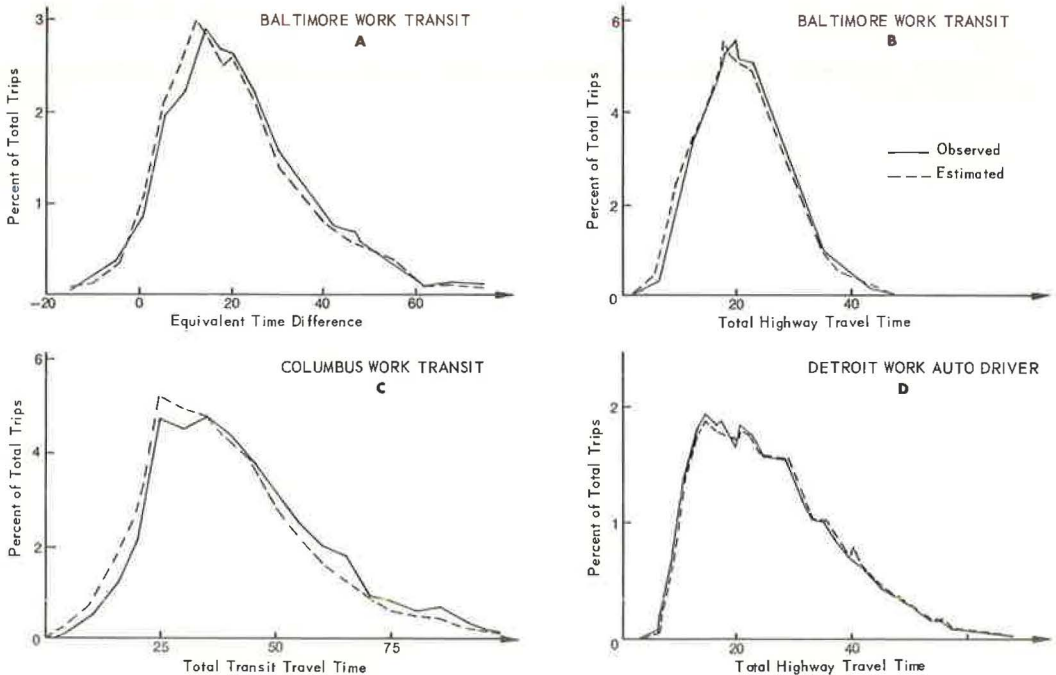 BALTIMORE WORK TRANSIT
A
Percent of Total Trips
3
2
1
-20
0
20
40
60
Equivalent Time Difference
BALTIMORE WORK TRANSIT
B
Percent of Total Trips
6
4
2
0
20
40
Total Highway Travel Time
Observed
Estimated
COLUMBUS WORK TRANSIT
C
Percent of Total Trips
6
4
2
0
25
50
75
Total Transit Travel Time
DETROIT WORK AUTO DRIVER
D
Percent of Total Trips
2
1
0
20
40
Total Highway Travel Time